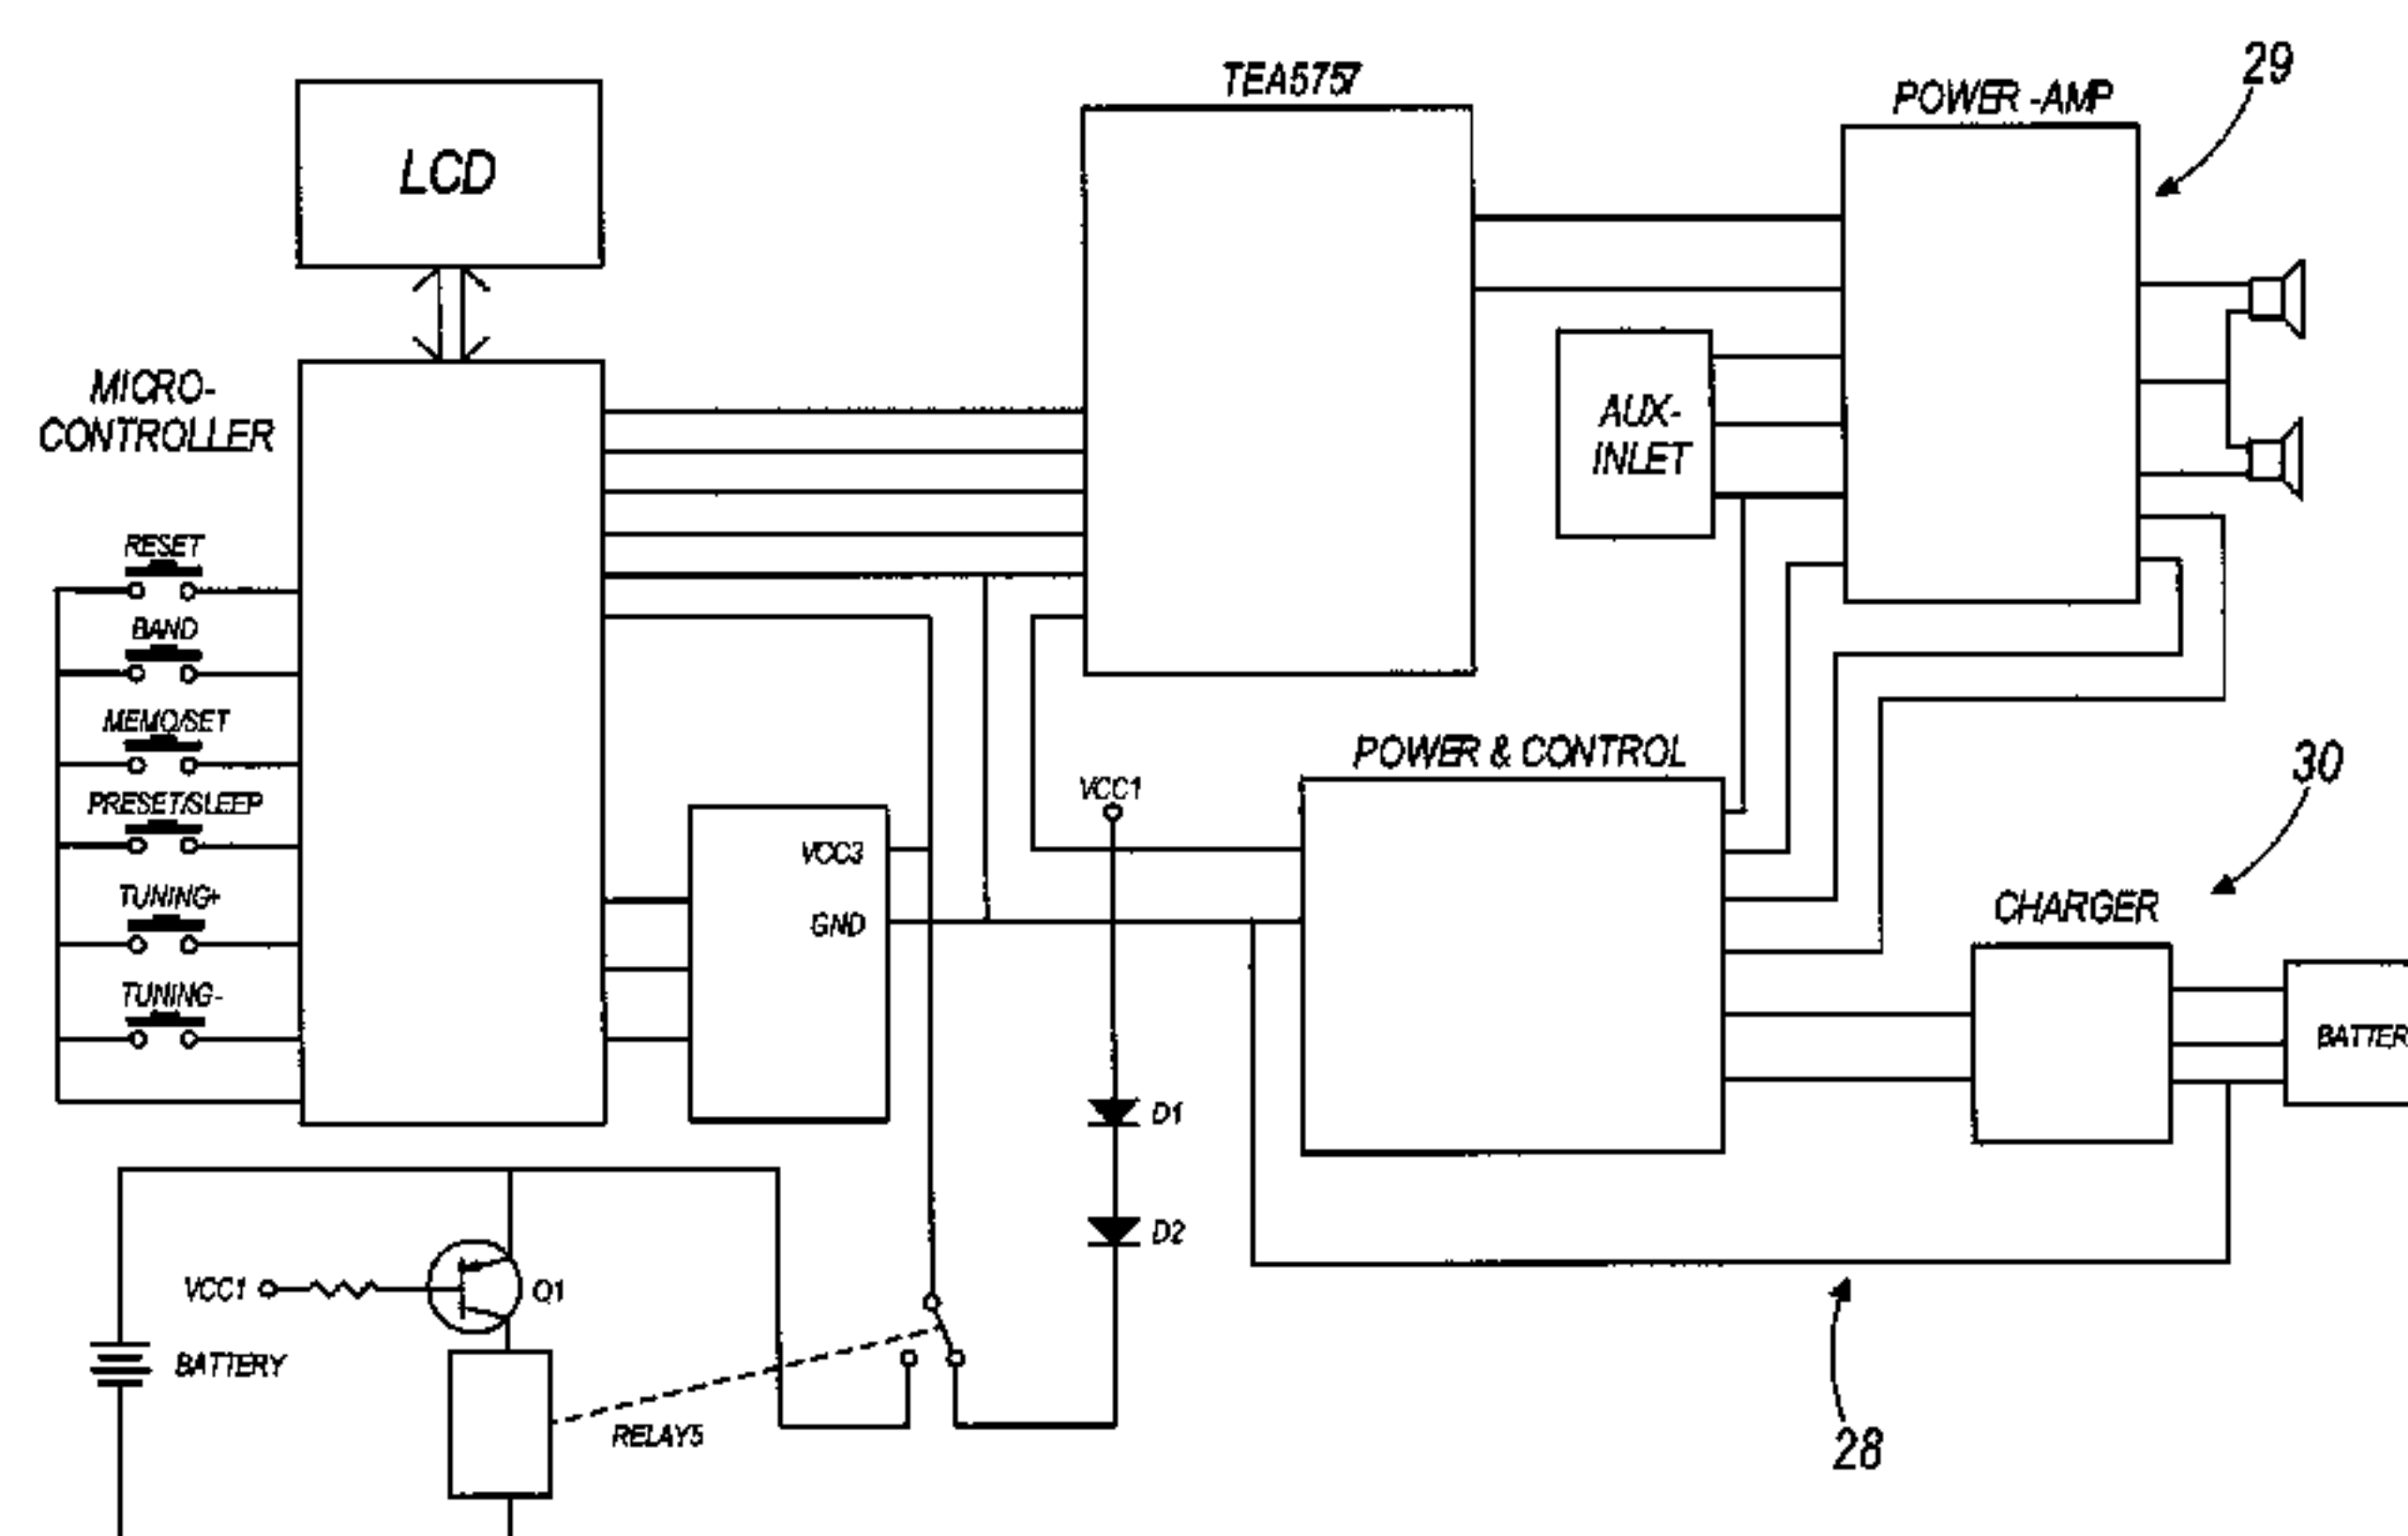 TEA5757
29
POWER -AMP
LCD
MICRO-
CONTROLLER
AUX-
INLET
RESET
BAND
MEMO/SET
PRESET/SLEEP
TUNING+
TUNING-
VCC3
GND
VCC1
POWER & CONTROL
30
CHARGER
BATTER
D1
D2
VCC1
Q1
BATTERY
RELAY5
28